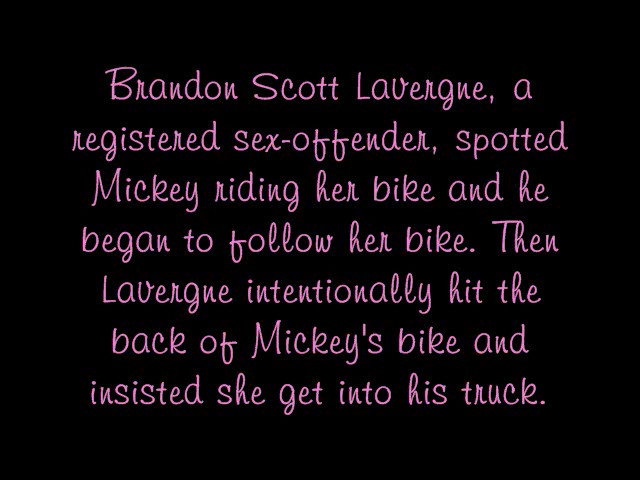 Brandon Scott Lavergne, a
registered sex-offender, spotted
Mickey riding her bike and he
began to follow her bike. Then
Lavergne intentionally hit the
back of Mickey's bike and
insisted she get into his truck.